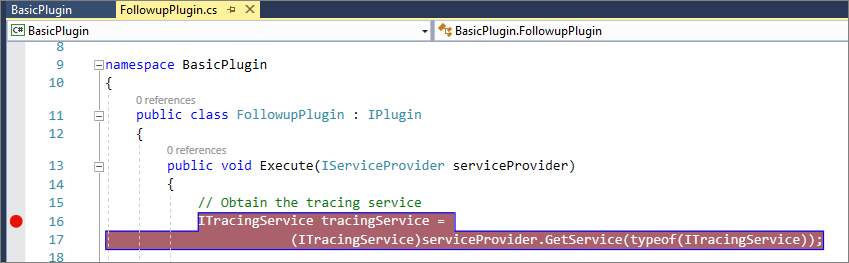 BasicPlugin FollowupPlugin.cs
C# BasicPlugin BasicPlugin.FollowupPlugin
8
9 namespace BasicPlugin
10 {
0 references
11 public class FollowupPlugin : IPlugin
12 {
0 references
13 public void Execute(IServiceProvider serviceProvider)
14 {
15 // Obtain the tracing service
16 ITracingService tracingService =
17 (ITracingService)serviceProvider.GetService(typeof(ITracingService));
18